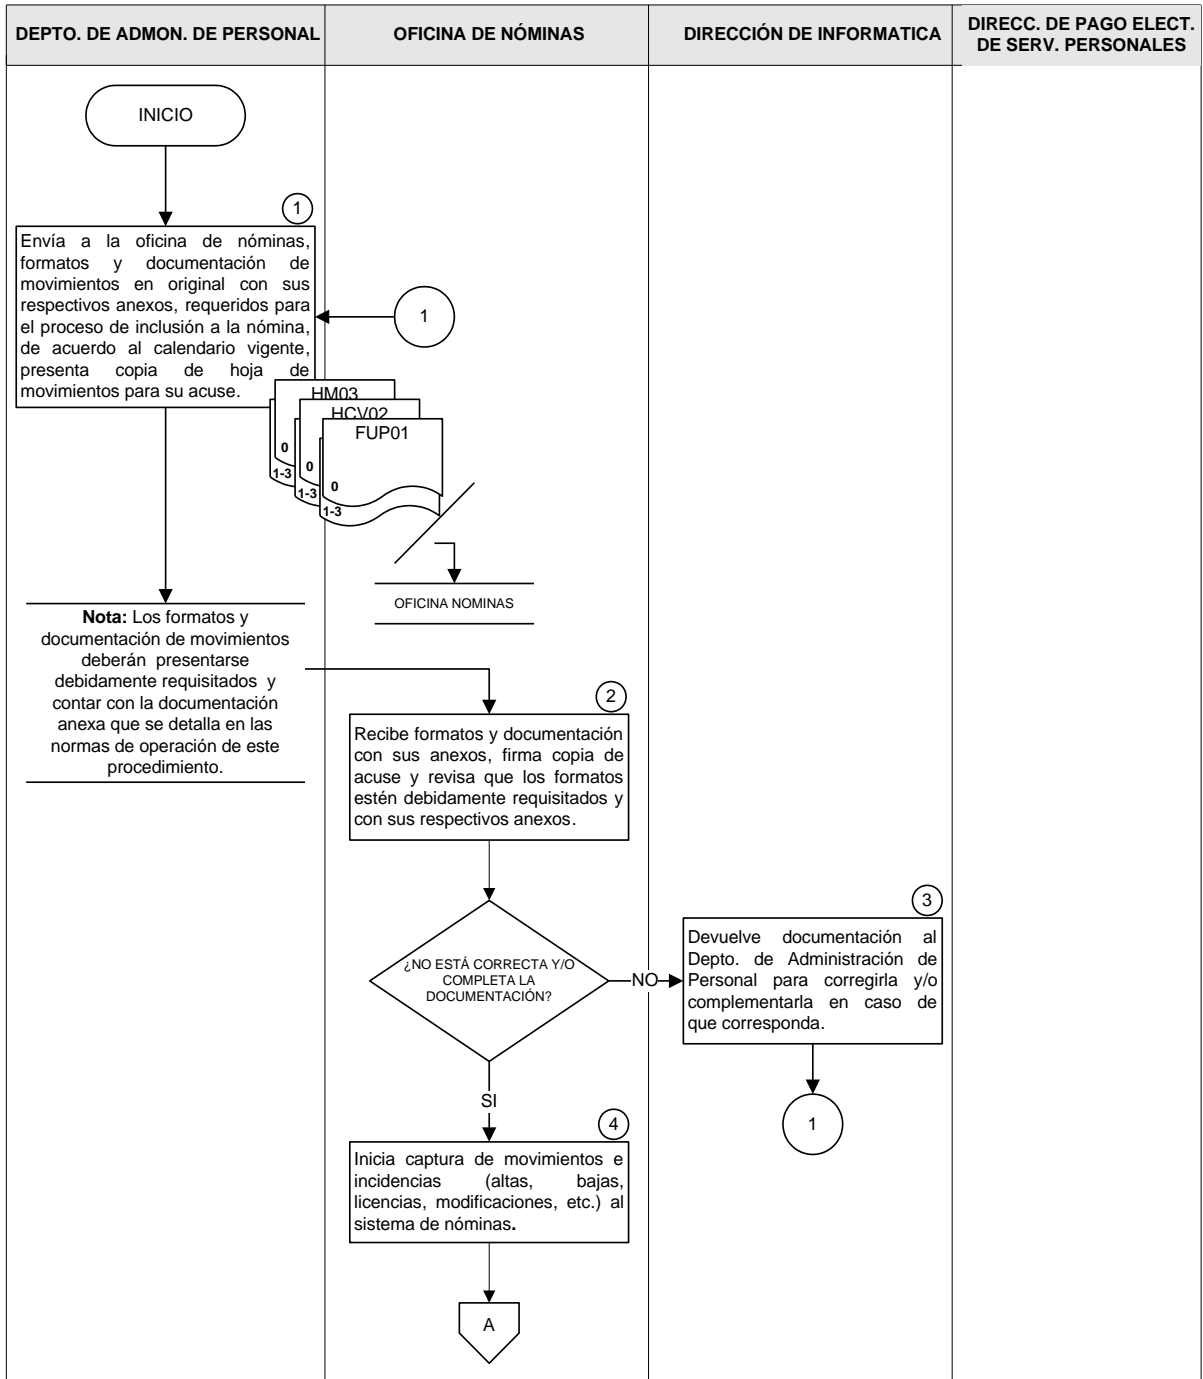 DEPTO. DE ADMON. DE PERSONAL
OFICINA DE NÓMINAS
DIRECCIÓN DE INFORMATICA
DIRECC. DE PAGO ELECT.
DE SERV. PERSONALES
INICIO
1
Envía a la oficina de nóminas,
formatos y documentación de
movimientos en original con sus
respectivos anexos, requeridos para
el proceso de inclusión a la nómina,
de acuerdo al calendario vigente,
presenta copia de hoja de
movimientos para su acuse.
1
HM03
HCV02
FUP01
0
1-3
0
1-3
0
1-3
OFICINA NOMINAS
Nota: Los formatos y
documentación de movimientos
deberán presentarse
debidamente requisitados y
contar con la documentación
anexa que se detalla en las
normas de operación de este
procedimiento.
2
Recibe formatos y documentación
con sus anexos, firma copia de
acuse y revisa que los formatos
estén debidamente requisitados y
con sus respectivos anexos.
¿NO ESTÁ CORRECTA Y/O
COMPLETA LA
DOCUMENTACIÓN?
NO
3
Devuelve documentación al
Depto. de Administración de
Personal para corregirla y/o
complementarla en caso de
que corresponda.
1
SI
4
Inicia captura de movimientos e
incidencias (altas, bajas,
licencias, modificaciones, etc.) al
sistema de nóminas.
A